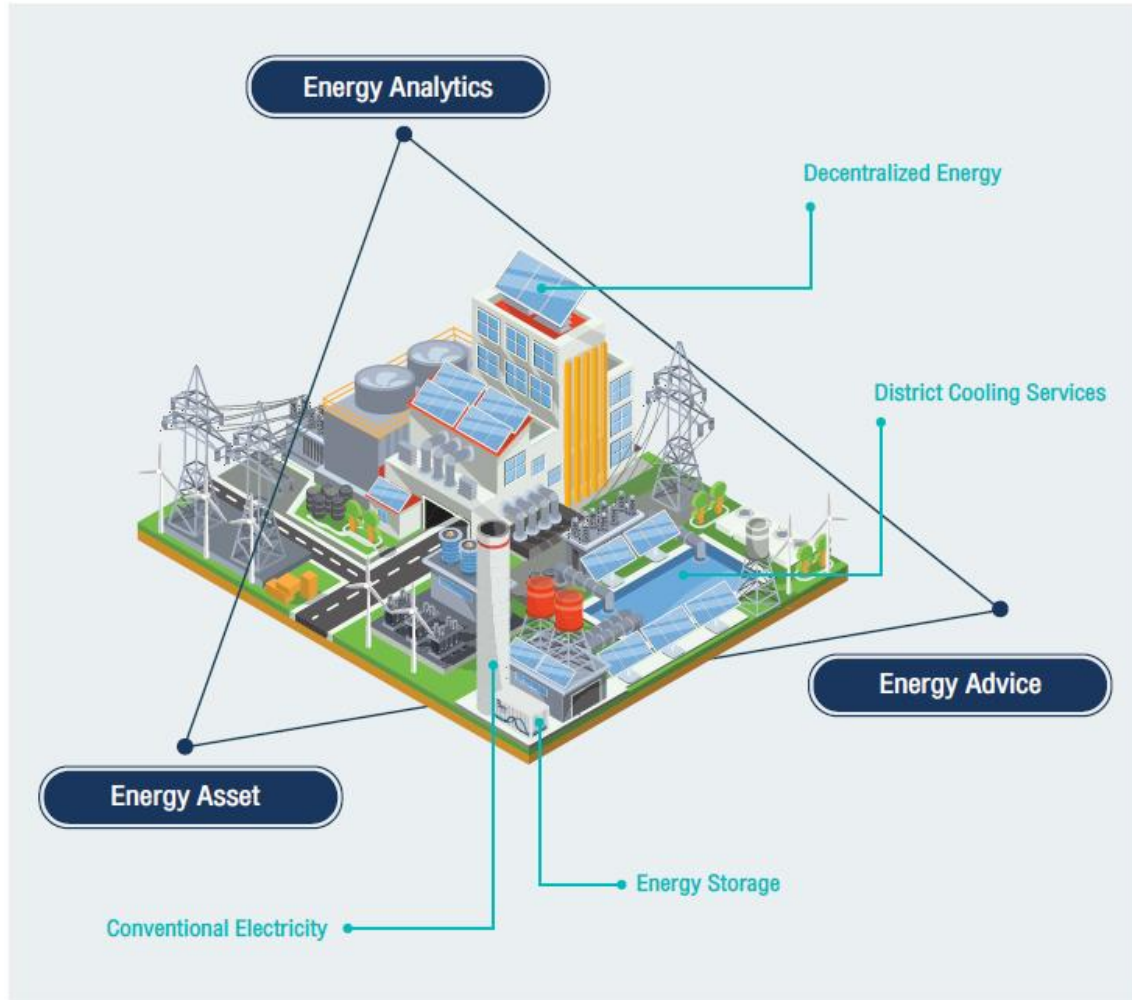 Energy Analytics
Decentralized Energy
District Cooling Services
Energy Advice
Energy Asset
Energy Storage
Conventional Electricity